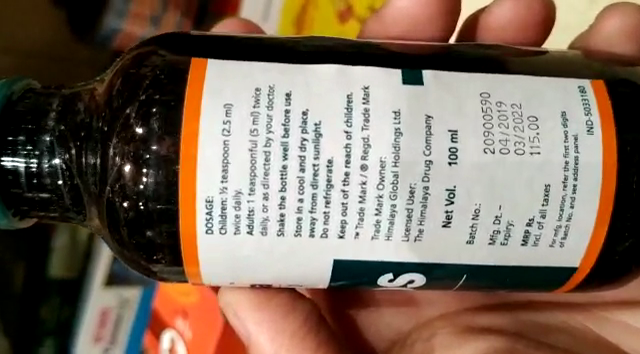 DOSAGE:
Children: ½ teaspoon (2.5 ml)
twice daily.
Adults: 1 teaspoonful (5 ml) twice
daily, or as directed by your doctor.
Shake the bottle well before use.
Store in a cool and dry place,
away from direct sunlight.
Do not refrigerate.
Keep out of the reach of children.
™ Trade Mark / ® Regd. Trade Mark
Trade Mark Owner:
Himalaya Global Holdings Ltd.
Licensed User:
The Himalaya Drug Company
Net Vol. 100 ml
Batch No.: 20900590
Mfg. Dt. – 04/2019
Expiry: 03/2022
MRP Rs. 115.00
Incl. of all taxes
For mfg. location, refer the first two digits
of Batch No. and see address panel.
IND-5033180